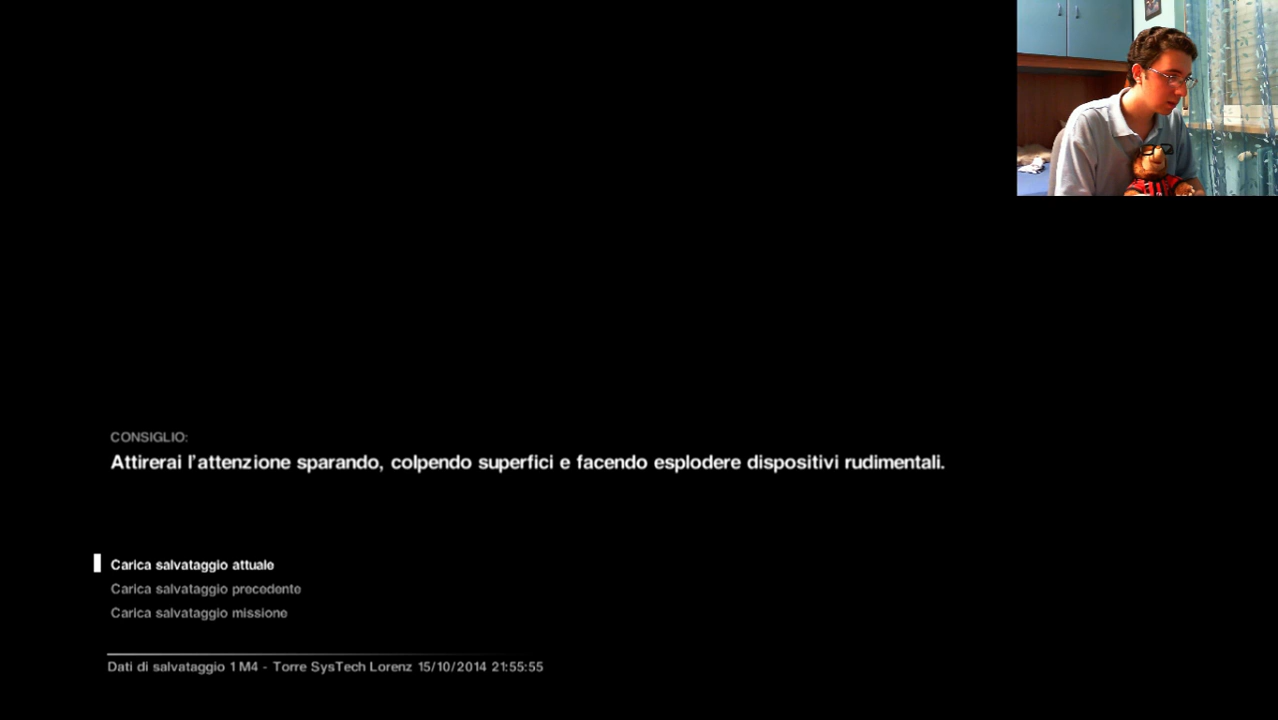 CONSIGLIO:
Attirerai l'attenzione sparando, colpendo superfici e facendo esplodere dispositivi rudimentali.
Carica salvataggio attuale
Carica salvataggio precedente
Carica salvataggio missione
Dati di salvataggio 1 M4 - Torre SysTech Lorenz 15/10/2014 21:55:55